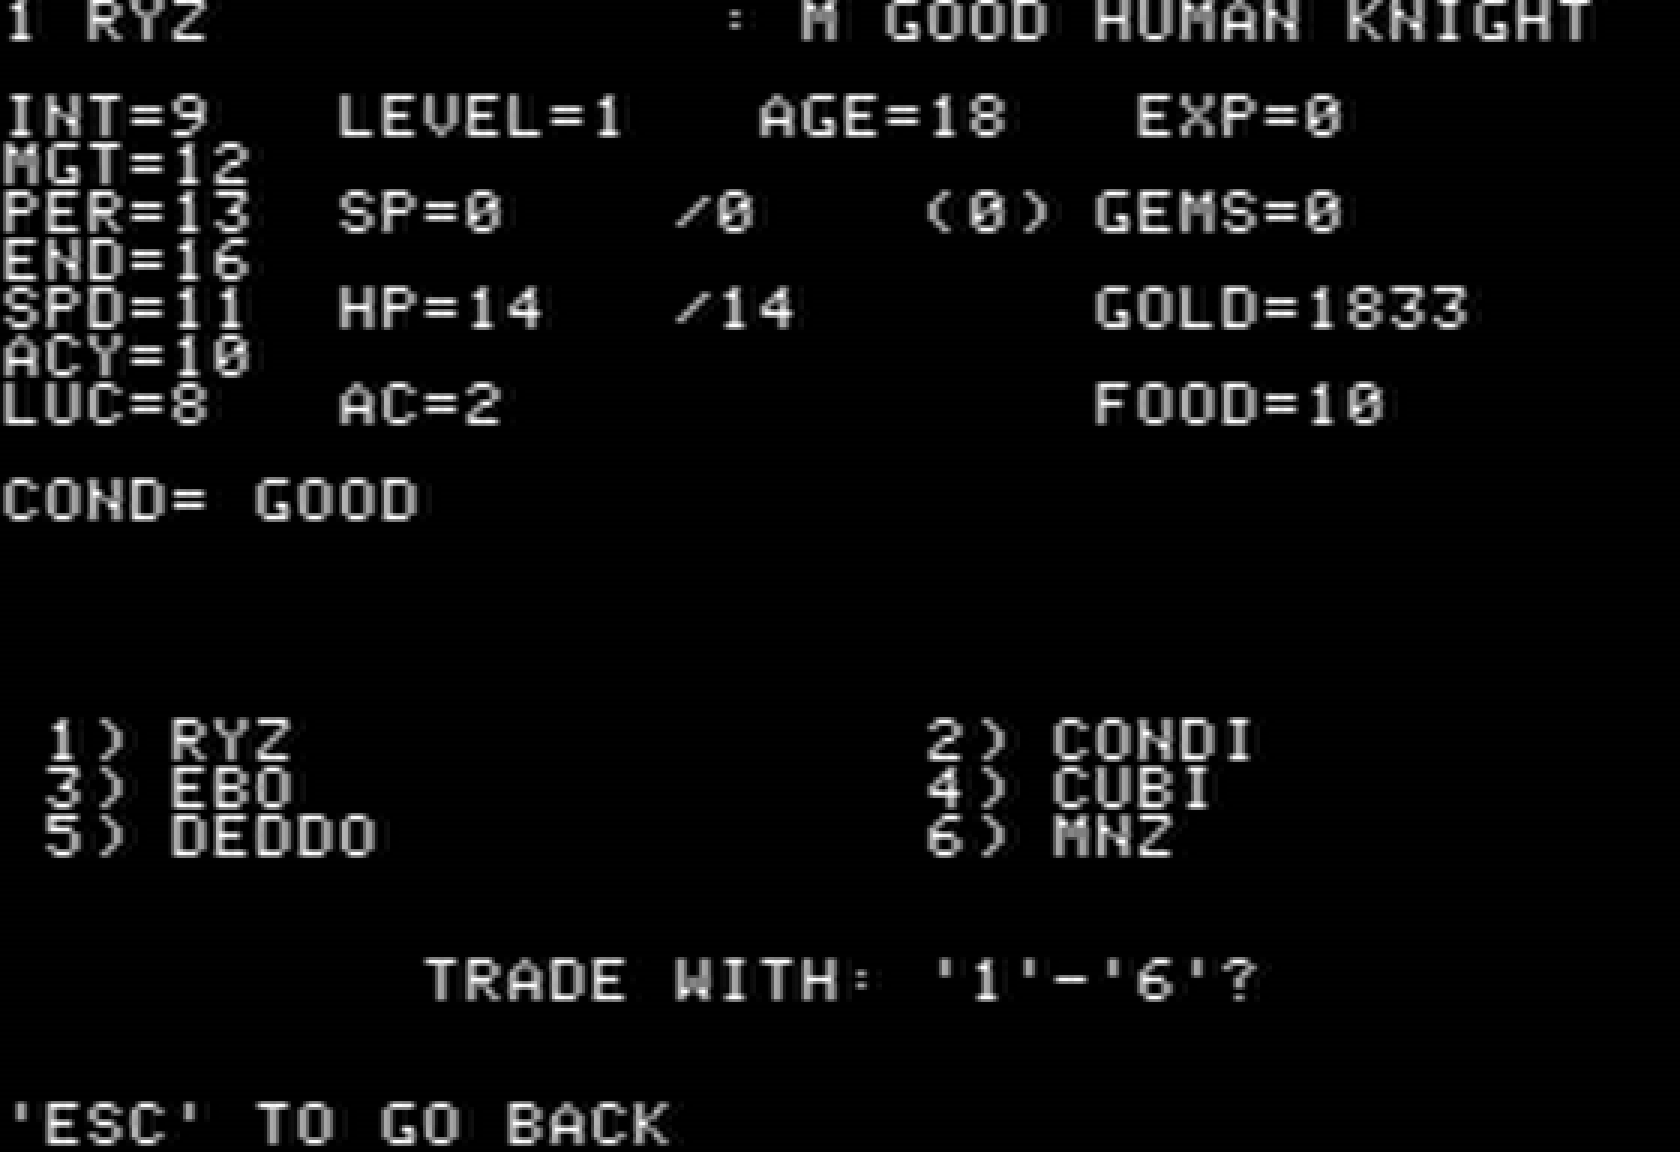 1 RYZ : M GOOD HUMAN KNIGHT
INT=9 LEVEL=1 AGE=18 EXP=0
MGT=12
PER=13 SP=0 /0 (0) GEMS=0
END=16
SPD=11 HP=14 /14 GOLD=1833
ACY=10
LUC=8 AC=2 FOOD=10
COND= GOOD
1) RYZ 2) CONDI
3) EBO 4) CUBI
5) DEDDO 6) MNZ
TRADE WITH: '1'-'6'?
'ESC' TO GO BACK